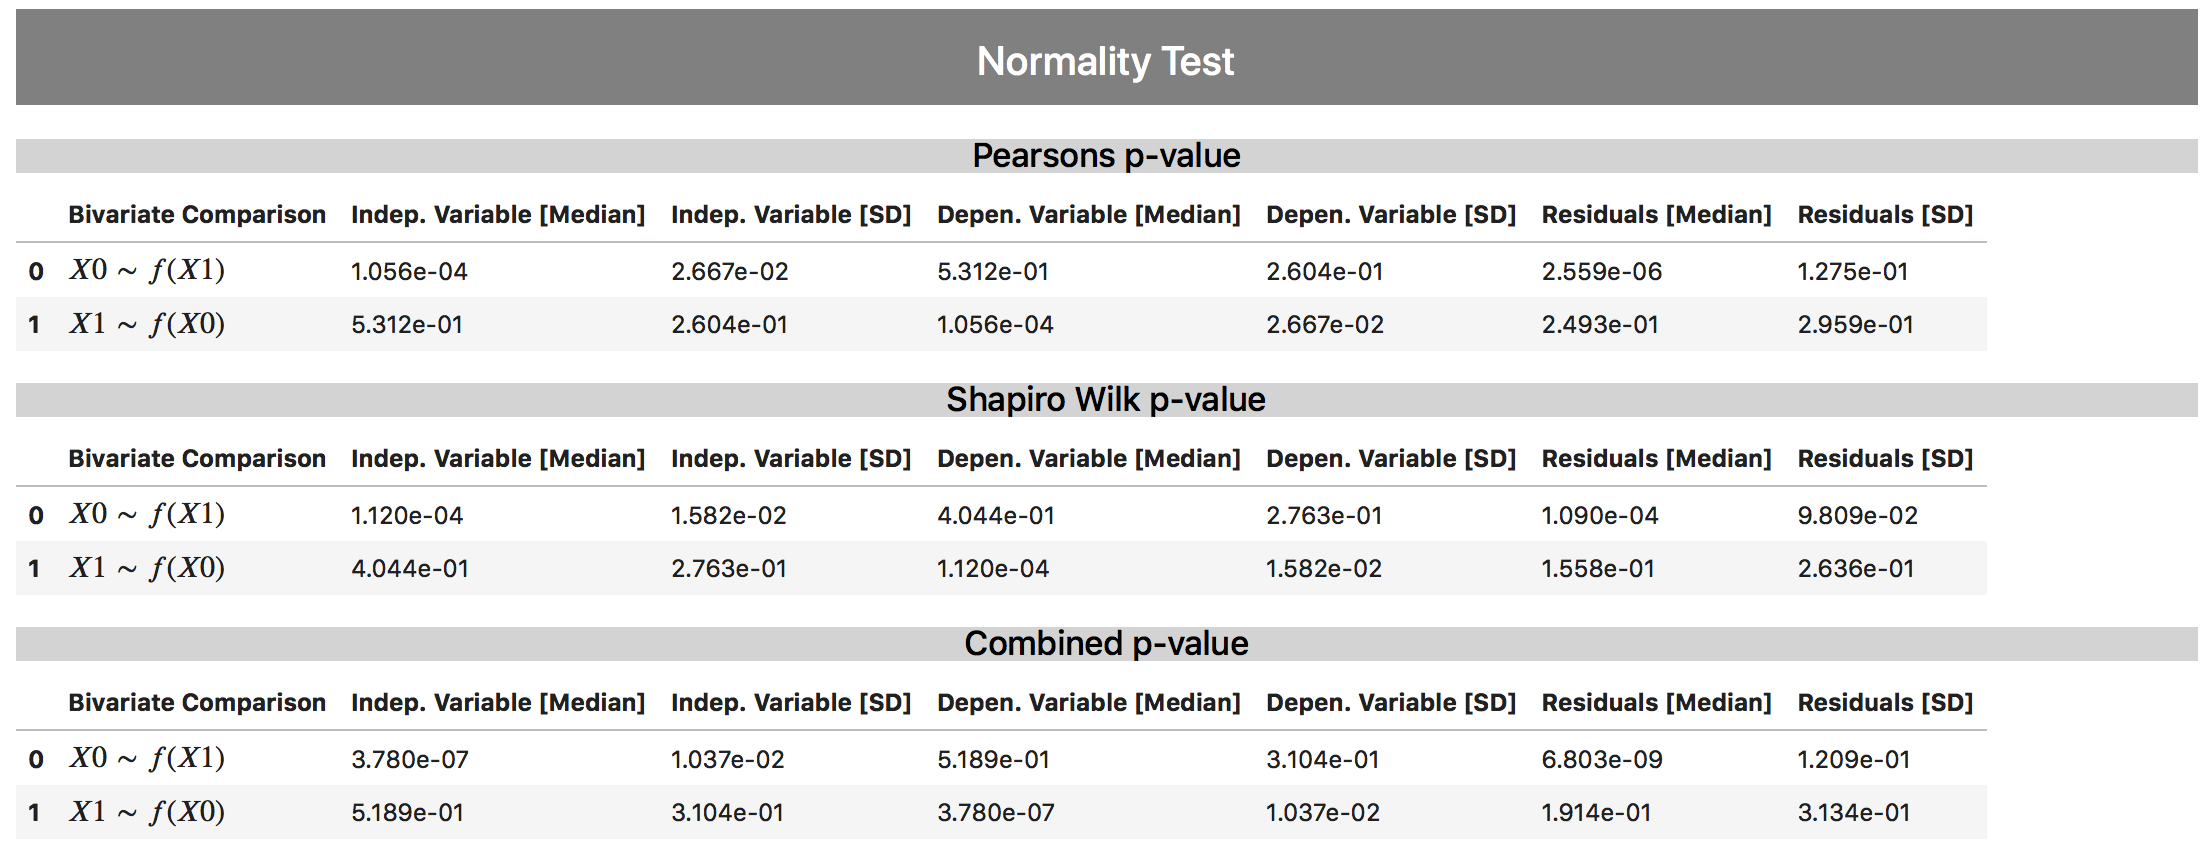 Normality Test
Pearsons p-value
Bivariate Comparison Indep. Variable [Median] Indep. Variable [SD] Depen. Variable [Median] Depen. Variable [SD] Residuals [Median] Residuals [SD]
0 X0 ~ f(X1) 1.056e-04 2.667e-02 5.312e-01 2.604e-01 2.559e-06 1.275e-01
1 X1 ~ f(X0) 5.312e-01 2.604e-01 1.056e-04 2.667e-02 2.493e-01 2.959e-01
Shapiro Wilk p-value
Bivariate Comparison Indep. Variable [Median] Indep. Variable [SD] Depen. Variable [Median] Depen. Variable [SD] Residuals [Median] Residuals [SD]
0 X0 ~ f(X1) 1.120e-04 1.582e-02 4.044e-01 2.763e-01 1.090e-04 9.809e-02
1 X1 ~ f(X0) 4.044e-01 2.763e-01 1.120e-04 1.582e-02 1.558e-01 2.636e-01
Combined p-value
Bivariate Comparison Indep. Variable [Median] Indep. Variable [SD] Depen. Variable [Median] Depen. Variable [SD] Residuals [Median] Residuals [SD]
0 X0 ~ f(X1) 3.780e-07 1.037e-02 5.189e-01 3.104e-01 6.803e-09 1.209e-01
1 X1 ~ f(X0) 5.189e-01 3.104e-01 3.780e-07 1.037e-02 1.914e-01 3.134e-01